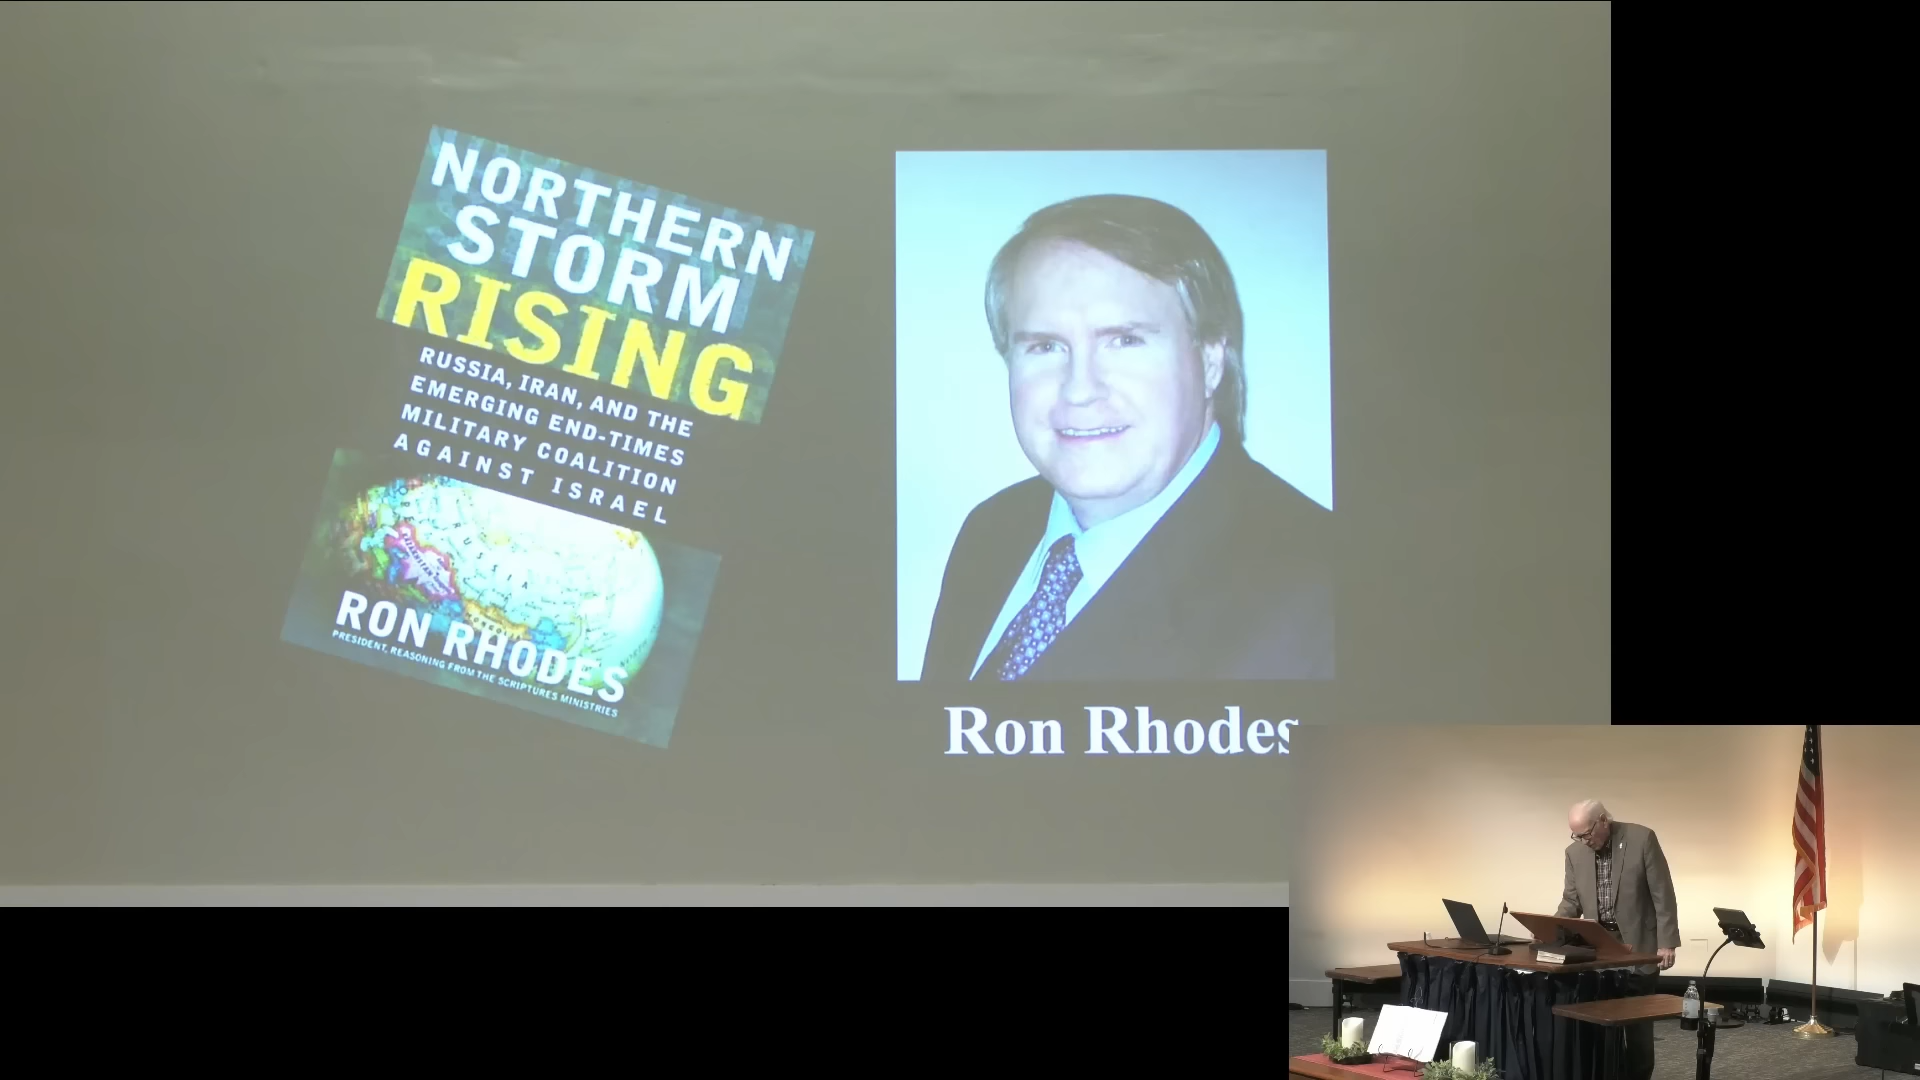 NORTHERN
STORM
RISING
RUSSIA, IRAN, AND THE
EMERGING END-TIMES
MILITARY COALITION
AGAINST ISRAEL
RUSSIA
RON RHODES
PRESIDENT, REASONING FROM THE SCRIPTURES MINISTRIES
Ron Rhodes